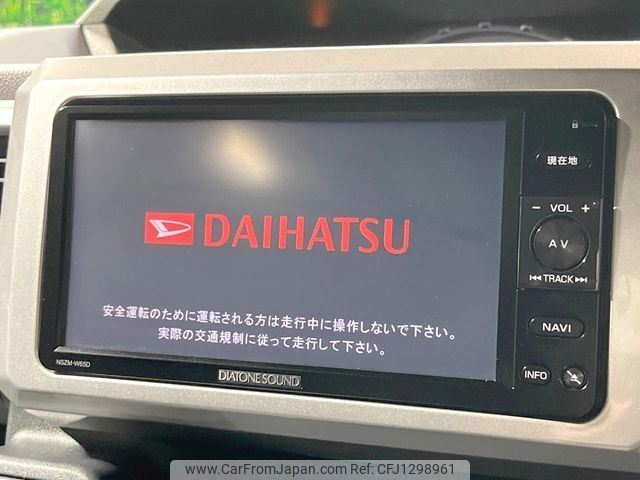 現在地
− VOL +
AV
TRACK
NAVI
INFO
DAIHATSU
安全運転のために運転される方は走行中に操作しないで下さい。
実際の交通規制に従って走行して下さい。
NSZM-W65D
DIATONE SOUND
www.CarFromJapan.com CFJ1298961